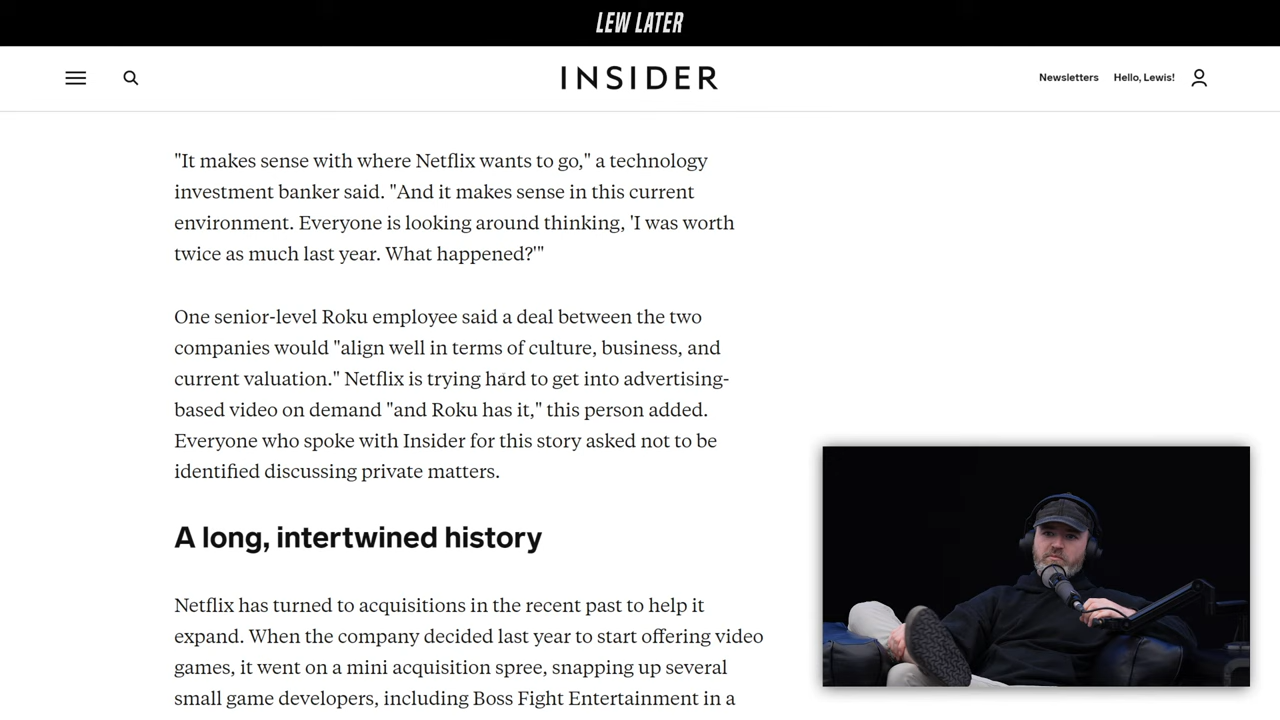 LEW LATER
INSIDER
Newsletters
Hello, Lewis!
"It makes sense with where Netflix wants to go," a technology
investment banker said. "And it makes sense in this current
environment. Everyone is looking around thinking, 'I was worth
twice as much last year. What happened?'"
One senior-level Roku employee said a deal between the two
companies would "align well in terms of culture, business, and
current valuation." Netflix is trying hard to get into advertising-
based video on demand "and Roku has it," this person added.
Everyone who spoke with Insider for this story asked not to be
identified discussing private matters.
A long, intertwined history
Netflix has turned to acquisitions in the recent past to help it
expand. When the company decided last year to start offering video
games, it went on a mini acquisition spree, snapping up several
small game developers, including Boss Fight Entertainment in a